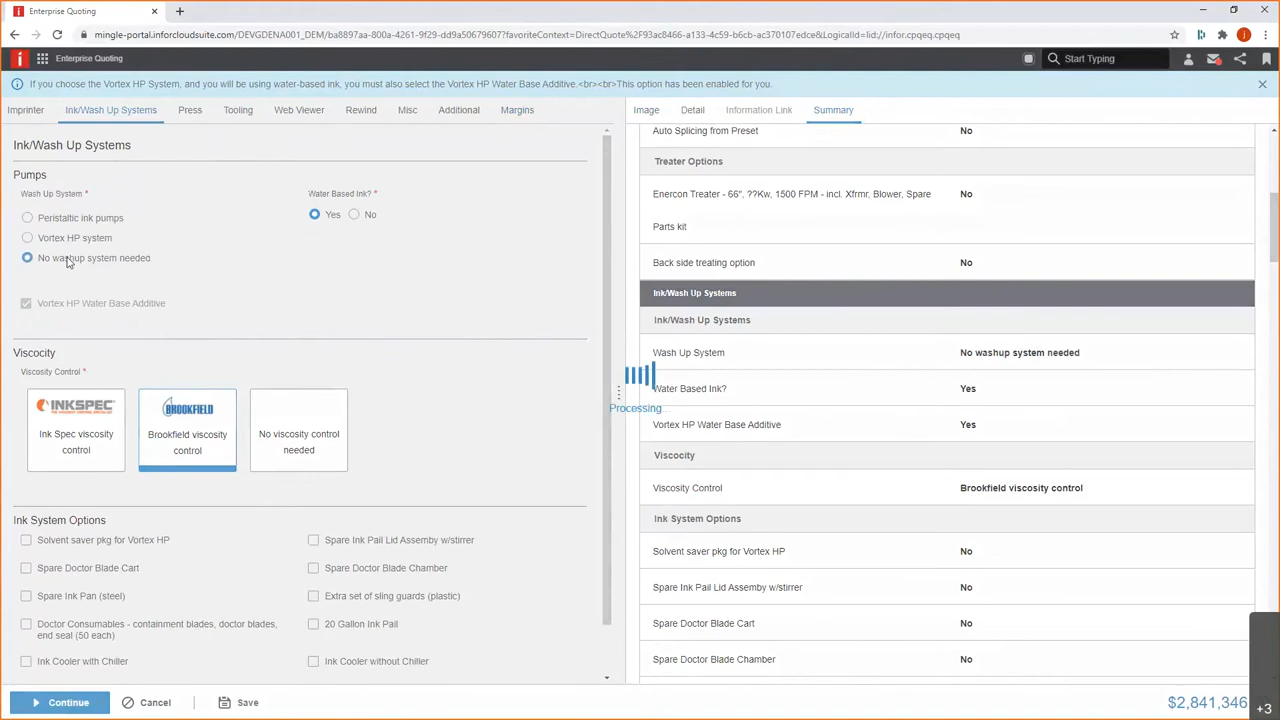 Enterprise Quoting
mingle-portal.inforcloudsuite.com/DEVGDENA001_DEM/ba8897aa-800a-4261-9f29-dd9a50679607?favoriteContext=DirectQuote%2F93ac8466-a133-4c59-b6cb-ac37107edce&LogicalId=lid://infor.cpqeq.cpqeq
Enterprise Quoting
Start Typing
If you choose the Vortex HP System, and you will be using water-based ink, you must also select the Vortex HP Water Base Additive.<br><br>This option has been enabled for you.
Imprinter Ink/Wash Up Systems Press Tooling Web Viewer Rewind Misc Additional Margins
Image Detail Information Link Summary
Ink/Wash Up Systems
Pumps
Wash Up System * Water Based Ink? *
Peristaltic ink pumps Yes No
Vortex HP system
No washup system needed
Vortex HP Water Base Additive
Viscocity
Viscosity Control *
INKSPEC BROOKFIELD
Ink Spec viscosity control
Brookfield viscosity control
No viscosity control needed
Ink System Options
Solvent saver pkg for Vortex HP Spare Ink Pail Lid Assemby w/stirrer
Spare Doctor Blade Cart Spare Doctor Blade Chamber
Spare Ink Pan (steel) Extra set of sling guards (plastic)
Doctor Consumables - containment blades, doctor blades, 20 Gallon Ink Pail
end seal (50 each)
Ink Cooler with Chiller Ink Cooler without Chiller
Auto Splicing from Preset No
Treater Options
Enercon Treater - 66", ??Kw, 1500 FPM - incl. Xfrmr, Blower, Spare No
Parts kit
Back side treating option No
Ink/Wash Up Systems
Ink/Wash Up Systems
Wash Up System No washup system needed
Water Based Ink? Yes
Processing...
Vortex HP Water Base Additive Yes
Viscocity
Viscosity Control Brookfield viscosity control
Ink System Options
Solvent saver pkg for Vortex HP No
Spare Ink Pail Lid Assemby w/stirrer No
Spare Doctor Blade Cart No
Spare Doctor Blade Chamber No
Continue Cancel Save
$2,841,346
+3